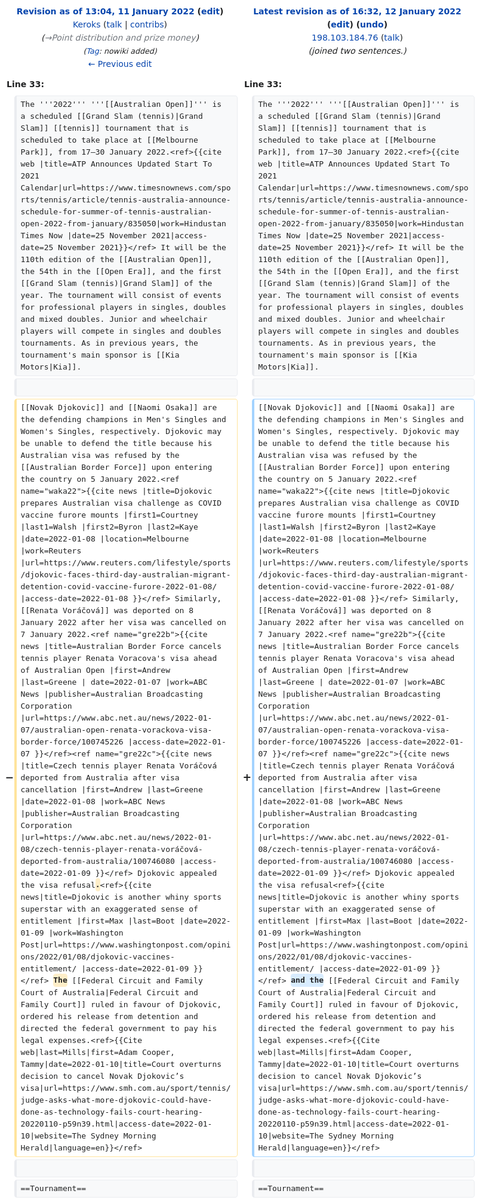 Revision as of 13:04, 11 January 2022 (edit)
Keroks (talk | contribs)
(→Point distribution and prize money)
(Tag: nowiki added)
← Previous edit
Latest revision as of 16:32, 12 January 2022
(edit) (undo)
198.103.184.76 (talk)
(joined two sentences.)
Line 33:
The '''2022''' '''[[Australian Open]]''' is
a scheduled [[Grand Slam (tennis)|Grand
Slam]] [[tennis]] tournament that is
scheduled to take place at [[Melbourne
Park]], from 17–30 January 2022.<ref>{{cite
web |title=ATP Announces Updated Start To
2021
Calendar|url=https://www.timesnownews.com/spo
rts/tennis/article/tennis-australia-announce-
schedule-for-summer-of-tennis-australian-
open-2022-from-january/835050|work=Hindustan
Times Now |date=25 November 2021|access-
date=25 November 2021}}</ref> It will be the
110th edition of the [[Australian Open]],
the 54th in the [[Open Era]], and the first
[[Grand Slam (tennis)|Grand Slam]] of the
year. The tournament will consist of events
for professional players in singles, doubles
and mixed doubles. Junior and wheelchair
players will compete in singles and doubles
tournaments. As in previous years, the
tournament's main sponsor is [[Kia
Motors|Kia]].
−
[[Novak Djokovic]] and [[Naomi Osaka]] are
the defending champions in Men's Singles and
Women's Singles, respectively. Djokovic may
be unable to defend the title because his
Australian visa was refused by the
[[Australian Border Force]] upon entering
the country on 5 January 2022.<ref
name="waka22">{{cite news |title=Djokovic
prepares Australia visa challenge as COVID
vaccine furore mounts |first1=Courtney
|last1=Walsh |first2=Byron |last2=Kaye
|date=2022-01-08 |location=Melbourne
|work=Reuters
|url=https://www.reuters.com/lifestyle/sports
/djokovic-faces-third-day-australian-migrant-
detention-covid-vaccine-furore-2022-01-08/
|access-date=2022-01-08 }}</ref> Similarly,
[[Renata Voráčová]] was deported on 8
January 2022 after her visa was cancelled on
7 January 2022.<ref name="gre22b">{{cite
news |title=Australian Border Force cancels
tennis player Renata Voracova's visa ahead
of Australian Open |first=Andrew
|last=Greene | date=2022-01-07 |work=ABC
News |publisher=Australian Broadcasting
Corporation
|url=https://www.abc.net.au/news/2022-01-
07/australian-open-renata-vorackova-visa-
border-force/100745226 |access-date=2022-01-
07 }}</ref><ref name="gre22c">{{cite news
|title=Czech tennis player Renata Voráčová
deported from Australia after visa
cancellation |first=Andrew |last=Greene
|date=2022-01-08 |work=ABC News
|publisher=Australian Broadcasting
Corporation
|url=https://www.abc.net.au/news/2022-01-
08/czech-tennis-player-renata-voráčová-
deported-from-australia/100746080 |access-
date=2022-01-08 }}</ref> Djokovic appealed
the visa refusal.<ref>{{cite
news|title=Djokovic is another whiny sports
superstar with an exaggerated sense of
entitlement |first=Max |last=Boot |date=2022-
01-09 |work=Washington
Post|url=https://www.washingtonpost.com/opini
ons/2022/01/08/djokovic-vaccines-
entitlement/ |access-date=2022-01-09 }}
</ref> The [[Federal Circuit and Family
Court of Australia|Federal Circuit and
Family Court]] ruled in favour of Djokovic,
ordered his release from detention and
directed the federal government to pay his
legal expenses.<ref>{{Cite
web|last=Mills|first=Adam Cooper,
Tammy|date=2022-01-10|title=Court overturns
decision to cancel Novak Djokovic's
visa|url=https://www.smh.com.au/sport/tennis/
judge-asks-what-more-djokovic-could-have-
done-as-technology-fails-court-hearing-
20220110-p59n39.html|access-date=2022-01-
10|website=The Sydney Morning
Herald|language=en}}</ref>
==Tournament==
Line 33:
The '''2022''' '''[[Australian Open]]''' is
a scheduled [[Grand Slam (tennis)|Grand
Slam]] [[tennis]] tournament that is
scheduled to take place at [[Melbourne
Park]], from 17–30 January 2022.<ref>{{cite
web |title=ATP Announces Updated Start To
2021
Calendar|url=https://www.timesnownews.com/spo
rts/tennis/article/tennis-australia-announce-
schedule-for-summer-of-tennis-australian-
open-2022-from-january/835050|work=Hindustan
Times Now |date=25 November 2021|access-
date=25 November 2021}}</ref> It will be the
110th edition of the [[Australian Open]],
the 54th in the [[Open Era]], and the first
[[Grand Slam (tennis)|Grand Slam]] of the
year. The tournament will consist of events
for professional players in singles, doubles
and mixed doubles. Junior and wheelchair
players will compete in singles and doubles
tournaments. As in previous years, the
tournament's main sponsor is [[Kia
Motors|Kia]].
+
[[Novak Djokovic]] and [[Naomi Osaka]] are
the defending champions in Men's Singles and
Women's Singles, respectively. Djokovic may
be unable to defend the title because his
Australian visa was refused by the
[[Australian Border Force]] upon entering
the country on 5 January 2022.<ref
name="waka22">{{cite news |title=Djokovic
prepares Australia visa challenge as COVID
vaccine furore mounts |first1=Courtney
|last1=Walsh |first2=Byron |last2=Kaye
|date=2022-01-08 |location=Melbourne
|work=Reuters
|url=https://www.reuters.com/lifestyle/sports
/djokovic-faces-third-day-australian-migrant-
detention-covid-vaccine-furore-2022-01-08/
|access-date=2022-01-08 }}</ref> Similarly,
[[Renata Voráčová]] was deported on 8
January 2022 after her visa was cancelled on
7 January 2022.<ref name="gre22b">{{cite
news |title=Australian Border Force cancels
tennis player Renata Voracova's visa ahead
of Australian Open |first=Andrew
|last=Greene | date=2022-01-07 |work=ABC
News |publisher=Australian Broadcasting
Corporation
|url=https://www.abc.net.au/news/2022-01-
07/australian-open-renata-vorackova-visa-
border-force/100745226 |access-date=2022-01-
07 }}</ref><ref name="gre22c">{{cite news
|title=Czech tennis player Renata Voráčová
deported from Australia after visa
cancellation |first=Andrew |last=Greene
|date=2022-01-08 |work=ABC News
|publisher=Australian Broadcasting
Corporation
|url=https://www.abc.net.au/news/2022-01-
08/czech-tennis-player-renata-voráčová-
deported-from-australia/100746080 |access-
date=2022-01-08 }}</ref> Djokovic appealed
the visa refusal<ref>{{cite
news|title=Djokovic is another whiny sports
superstar with an exaggerated sense of
entitlement |first=Max |last=Boot |date=2022-
01-09 |work=Washington
Post|url=https://www.washingtonpost.com/opini
ons/2022/01/08/djokovic-vaccines-
entitlement/ |access-date=2022-01-09 }}
</ref> and the [[Federal Circuit and Family
Court of Australia|Federal Circuit and
Family Court]] ruled in favour of Djokovic,
ordered his release from detention and
directed the federal government to pay his
legal expenses.<ref>{{Cite
web|last=Mills|first=Adam Cooper,
Tammy|date=2022-01-10|title=Court overturns
decision to cancel Novak Djokovic's
visa|url=https://www.smh.com.au/sport/tennis/
judge-asks-what-more-djokovic-could-have-
done-as-technology-fails-court-hearing-
20220110-p59n39.html|access-date=2022-01-
10|website=The Sydney Morning
Herald|language=en}}</ref>
==Tournament==